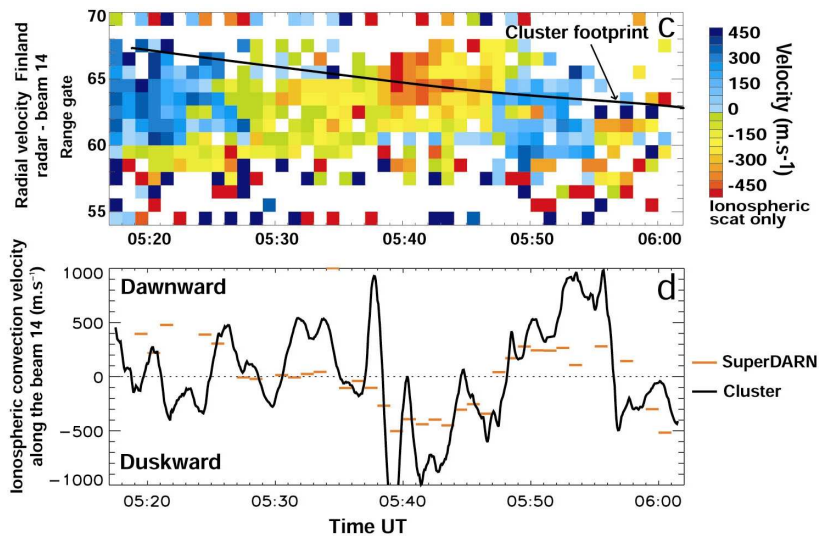 Radial velocity Finland
radar - beam 14
Range gate
70
65
60
55
Cluster footprint
c
05:20
05:30
05:40
05:50
06:00
450
300
150
0
-150
-300
-450
Velocity (m.s-1)
Ionospheric
scat only
Ionospheric convection velocity
along the beam 14 (m.s⁻¹)
1000
500
0
-500
-1000
Dawnward
Duskward
d
SuperDARN
Cluster
05:20
05:30
05:40
05:50
06:00
Time UT